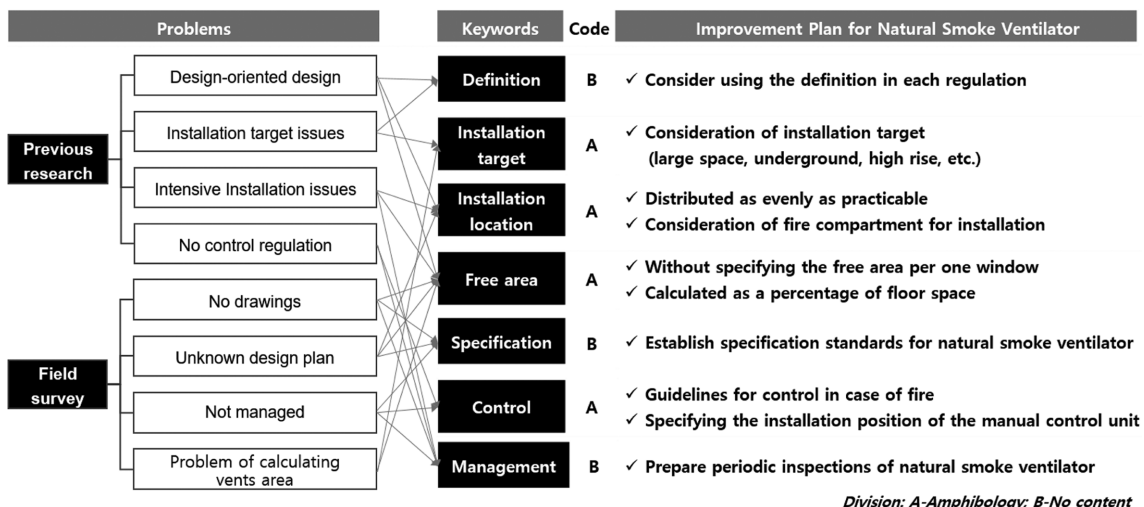 Problems
Keywords
Code
Improvement Plan for Natural Smoke Ventilator
Previous
research
Design-oriented design
Installation target issues
Intensive Installation issues
No control regulation
Field
survey
No drawings
Unknown design plan
Not managed
Problem of calculating
vents area
Definition
B
✓ Consider using the definition in each regulation
Installation
target
A
✓ Consideration of installation target
(large space, underground, high rise, etc.)
Installation
location
A
✓ Distributed as evenly as practicable
✓ Consideration of fire compartment for installation
Free area
A
✓ Without specifying the free area per one window
✓ Calculated as a percentage of floor space
Specification
B
✓ Establish specification standards for natural smoke ventilator
Control
A
✓ Guidelines for control in case of fire
✓ Specifying the installation position of the manual control unit
Management
B
✓ Prepare periodic inspections of natural smoke ventilator
Division: A-Amphibology; B-No content